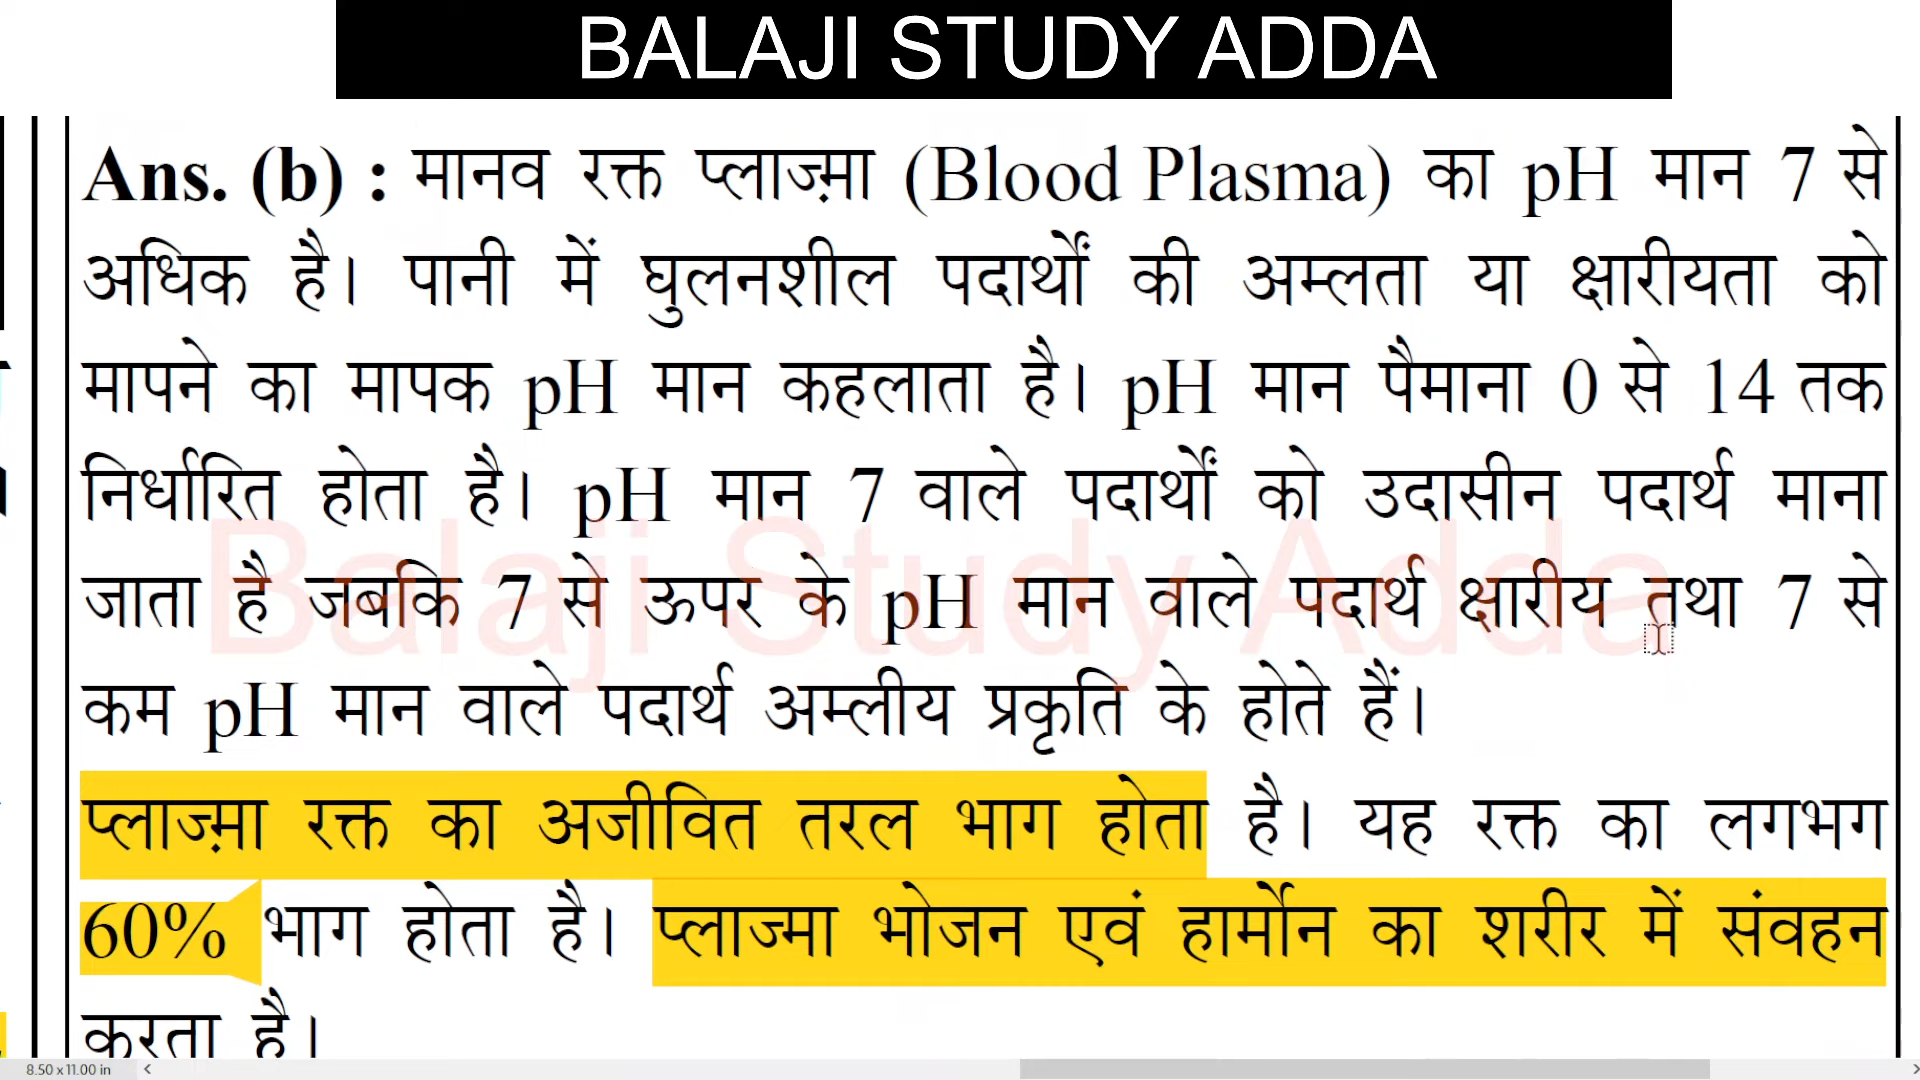 BALAJI STUDY ADDA
Ans. (b) : मानव रक्त प्लाज़्मा (Blood Plasma) का pH मान 7 से
अधिक है। पानी में घुलनशील पदार्थों की अम्लता या क्षारीयता को
मापने का मापक pH मान कहलाता है। pH मान पैमाना 0 से 14 तक
निर्धारित होता है। pH मान 7 वाले पदार्थों को उदासीन पदार्थ माना
Balaji Study Adda
जाता है जबकि 7 से ऊपर के pH मान वाले पदार्थ क्षारीय तथा 7 से
कम pH मान वाले पदार्थ अम्लीय प्रकृति के होते हैं।
प्लाज़्मा रक्त का अजीवित तरल भाग होता है। यह रक्त का लगभग
60% भाग होता है। प्लाज्मा भोजन एवं हार्मोन का शरीर में संवहन
करता है।
8.50 x 11.00 in